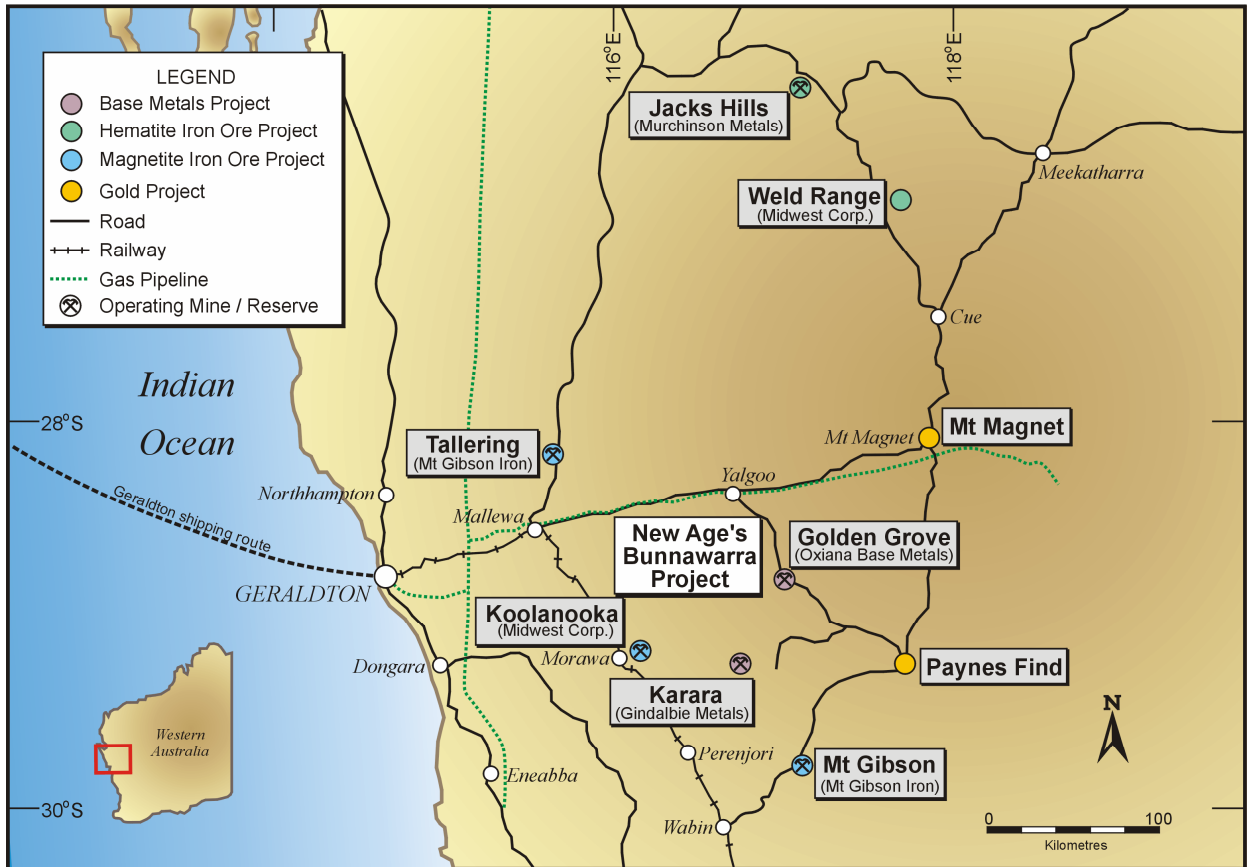 LEGEND
Base Metals Project
Hematite Iron Ore Project
Magnetite Iron Ore Project
Gold Project
Road
Railway
Gas Pipeline
Operating Mine / Reserve
116°E
118°E
Jacks Hills
(Murchinson Metals)
Meekatharra
Weld Range
(Midwest Corp.)
Cue
Indian
Ocean
28°S
Mt Magnet
Mt Magnet
Tallering
(Mt Gibson Iron)
Yalgoo
Northhampton
Mallewa
Geraldton shipping route
New Age's
Bunnawarra
Project
Golden Grove
(Oxiana Base Metals)
GERALDTON
Koolanooka
(Midwest Corp.)
Dongara
Morawa
Karara
(Gindalbie Metals)
Paynes Find
Western
Australia
N
Perenjori
Mt Gibson
(Mt Gibson Iron)
Eneabba
30°S
Wabin
0
100
Kilometres